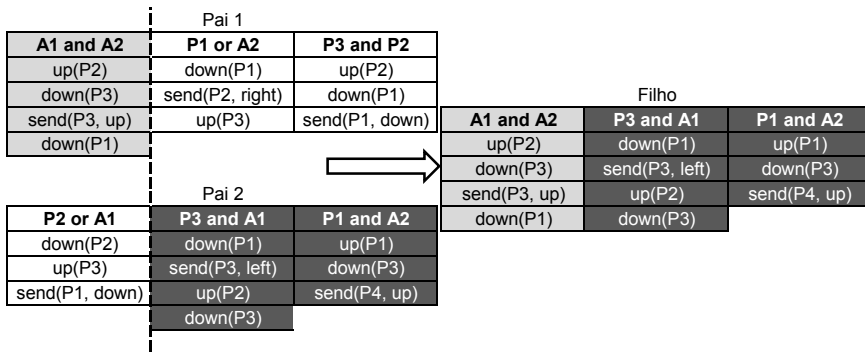 Pai 1
A1 and A2 P1 or A2 P3 and P2
up(P2) down(P1) up(P2)
down(P3) send(P2, right) down(P1)
send(P3, up) up(P3) send(P1, down)
down(P1)
Pai 2
P2 or A1 P3 and A1 P1 and A2
down(P2) down(P1) up(P1)
up(P3) send(P3, left) down(P3)
send(P1, down) up(P2) send(P4, up)
down(P3)
Filho
A1 and A2 P3 and A1 P1 and A2
up(P2) down(P1) up(P1)
down(P3) send(P3, left) down(P3)
send(P3, up) up(P2) send(P4, up)
down(P1) down(P3)